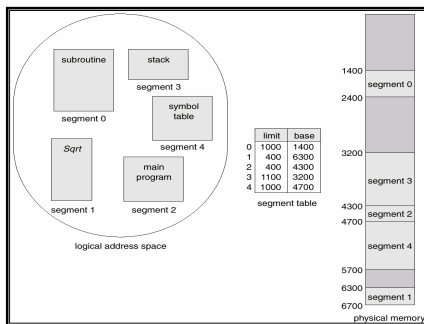 subroutine
segment 0
stack
segment 3
symbol
table
segment 4
Sqrt
segment 1
main
program
segment 2
logical address space
limit base
0 1000 1400
1 400 6300
2 400 4300
3 1100 3200
4 1000 4700
segment table
1400
segment 0
2400
3200
segment 3
4300
segment 2
4700
segment 4
5700
6300
segment 1
6700
physical memory